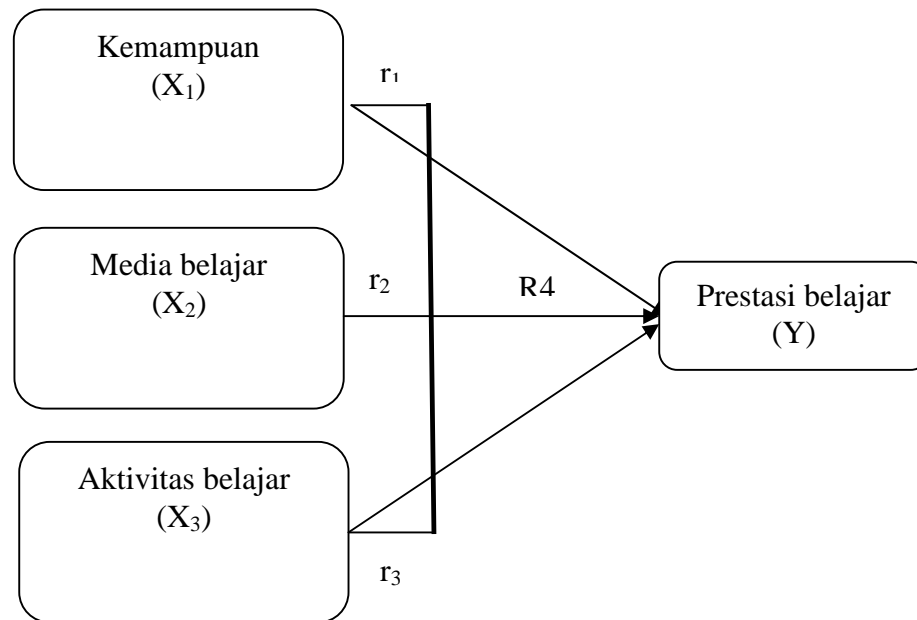 Kemampuan
(X₁)
r₁
Media belajar
(X₂)
r₂
R4
Prestasi belajar
(Y)
Aktivitas belajar
(X₃)
r₃